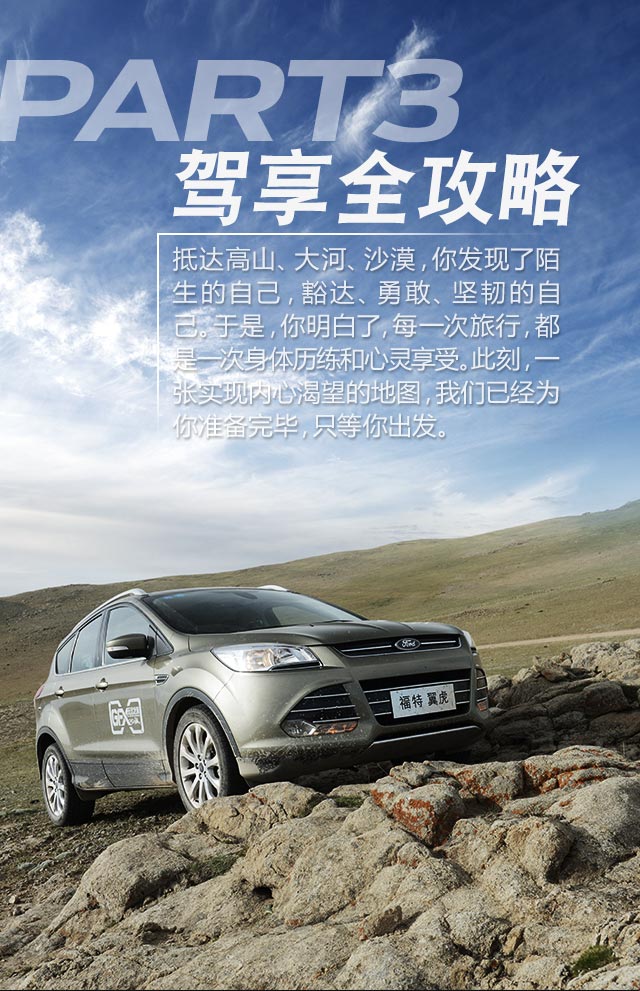 PART3
驾享全攻略
抵达高山、大河、沙漠,你发现了陌
生的自己,豁达、勇敢、坚韧的自
己。于是,你明白了,每一次旅行,都
是一次身体历练和心灵享受。此刻,一
张实现内心渴望的地图,我们已经为
你准备完毕,只等你出发。
Ford
福特 翼虎